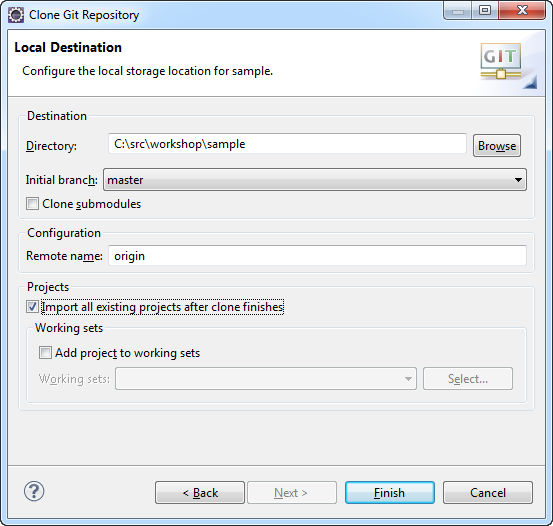 Clone Git Repository
Local Destination
Configure the local storage location for sample.
GIT
Destination
Directory: C:\src\workshop\sample Browse
Initial branch: master
Clone submodules
Configuration
Remote name: origin
Projects
Import all existing projects after clone finishes
Working sets
Add project to working sets
Working sets: Select...
?
< Back Next > Finish Cancel